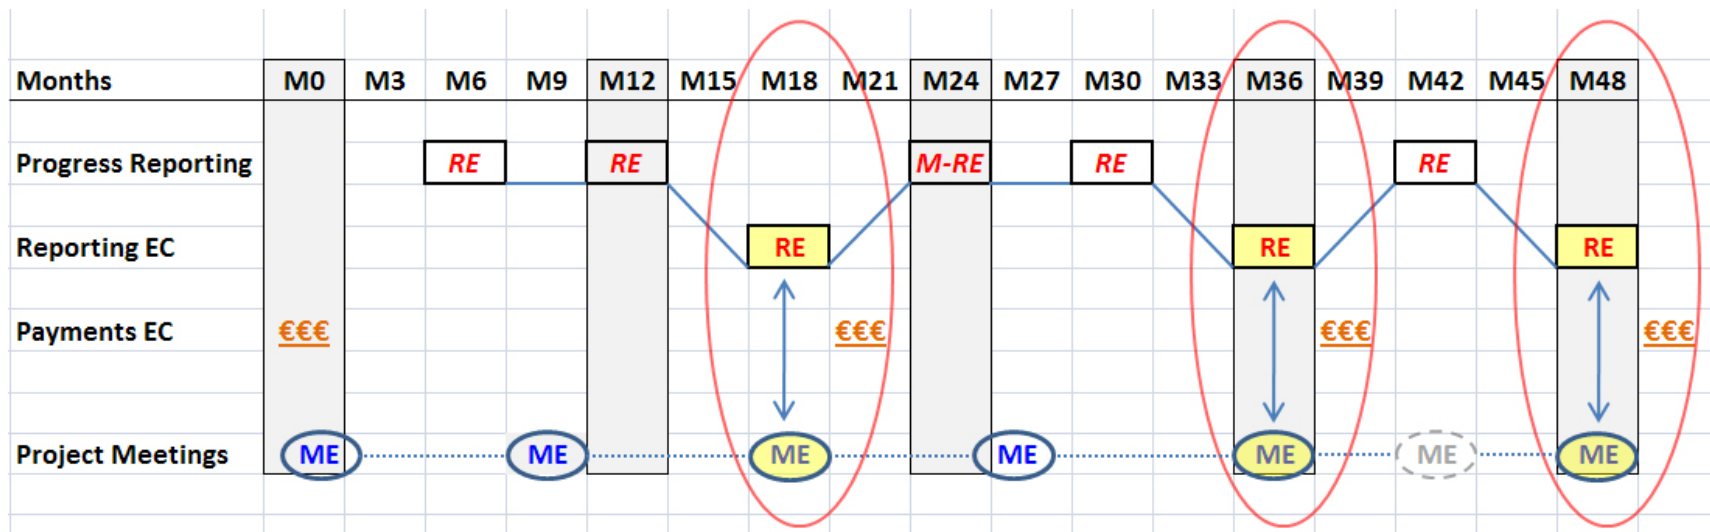 Months M0 M3 M6 M9 M12 M15 M18 M21 M24 M27 M30 M33 M36 M39 M42 M45 M48
Progress Reporting RE RE M-RE RE RE
Reporting EC RE RE RE
Payments EC €€€ €€€ €€€ €€€
Project Meetings ME ME ME ME ME ME ME